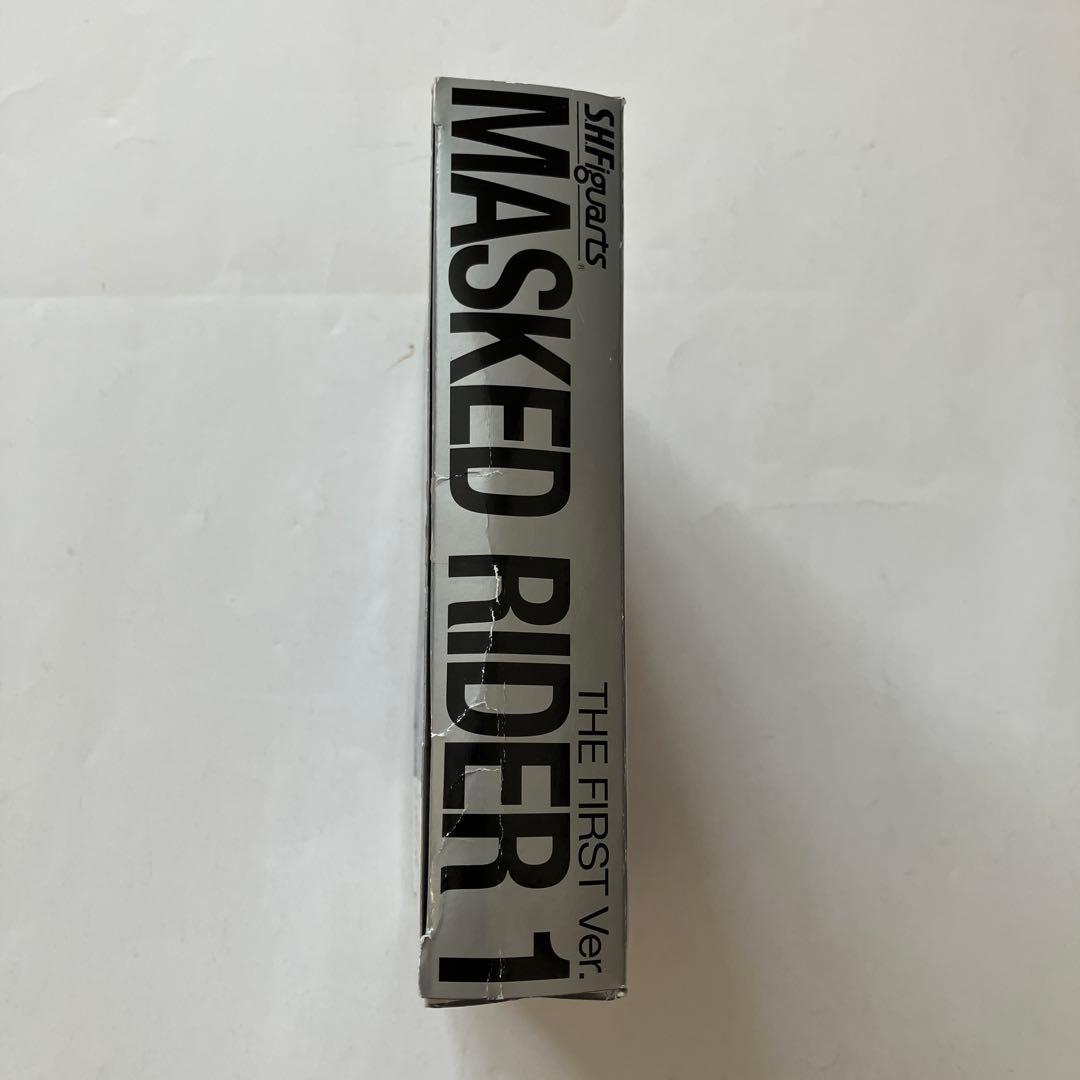 S.H.Figuarts®
MASKED RIDER 1
THE FIRST Ver.